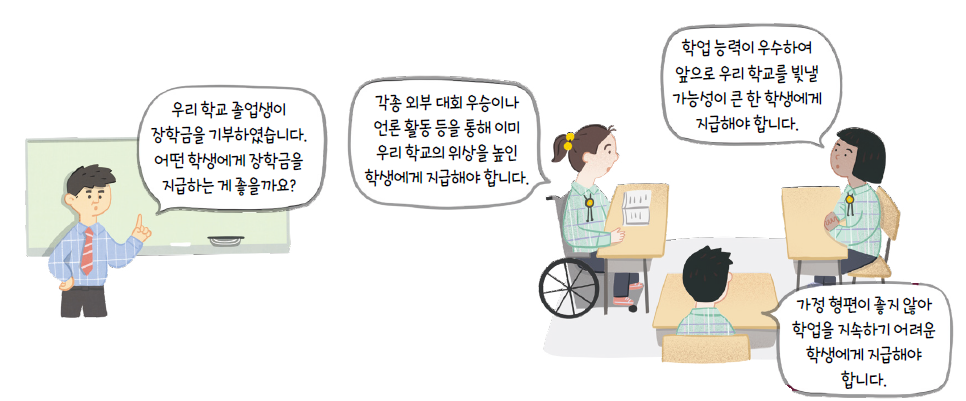 우리 학교 졸업생이
장학금을 기부하였습니다.
어떤 학생에게 장학금을
지급하는 게 좋을까요?
각종 외부 대회 우승이나
언론 활동 등을 통해 이미
우리 학교의 위상을 높인
학생에게 지급해야 합니다.
학업 능력이 우수하여
앞으로 우리 학교를 빛낼
가능성이 큰 한 학생에게
지급해야 합니다.
가정 형편이 좋지 않아
학업을 지속하기 어려운
학생에게 지급해야
합니다.